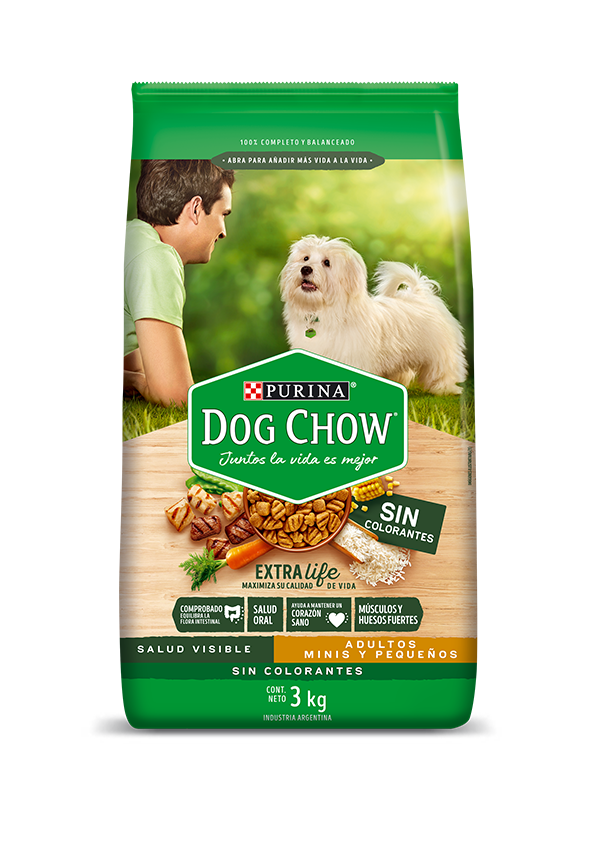 100% COMPLETO Y BALANCEADO
• ABRA PARA AÑADIR MÁS VIDA A LA VIDA •
PURINA®
DOG CHOW®
Juntos la vida es mejor
SIN
COLORANTES
EXTRA life
MAXIMIZA SU CALIDAD DE VIDA
COMPROBADO
EQUILIBRA LA
FLORA INTESTINAL
SALUD
ORAL
AYUDA A MANTENER UN
CORAZÓN
SANO
MÚSCULOS Y
HUESOS FUERTES
SALUD VISIBLE
ADULTOS
MINIS Y PEQUEÑOS
SIN COLORANTES
CONT.
NETO 3 kg
INDUSTRIA ARGENTINA